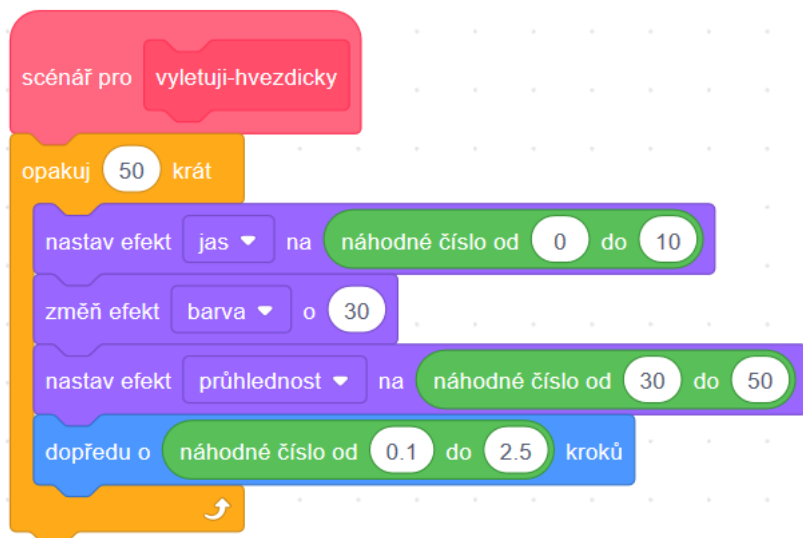 scénář pro vyletuji-hvezdicky
opakuj 50 krát
nastav efekt jas na náhodné číslo od 0 do 10
změň efekt barva o 30
nastav efekt průhlednost na náhodné číslo od 30 do 50
dopředu o náhodné číslo od 0.1 do 2.5 kroků